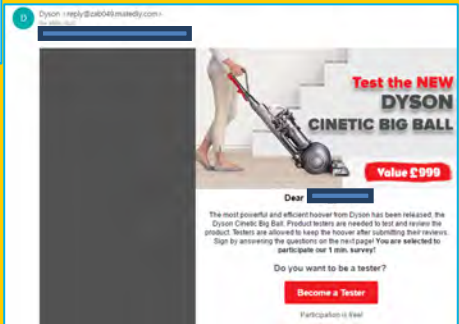 D
Dyson <reply@zab049.matedly.com>
Test the NEW
DYSON
CINETIC BIG BALL
Value £999
Dear
The most powerful and efficient hoover from Dyson has been released, the
Dyson Cinetic Big Ball. Product testers are needed to test and review the
product. Testers are allowed to keep the hoover after submitting their reviews.
Sign by answering the questions on the next page! You are selected to
participate our 1 min. survey!
Do you want to be a tester?
Become a Tester
Participation is free!